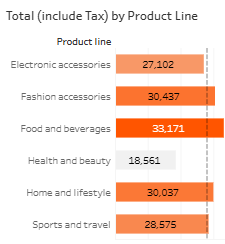 Total (include Tax) by Product Line
Product line
Electronic accessories 27,102
Fashion accessories 30,437
Food and beverages 33,171
Health and beauty 18,561
Home and lifestyle 30,037
Sports and travel 28,575